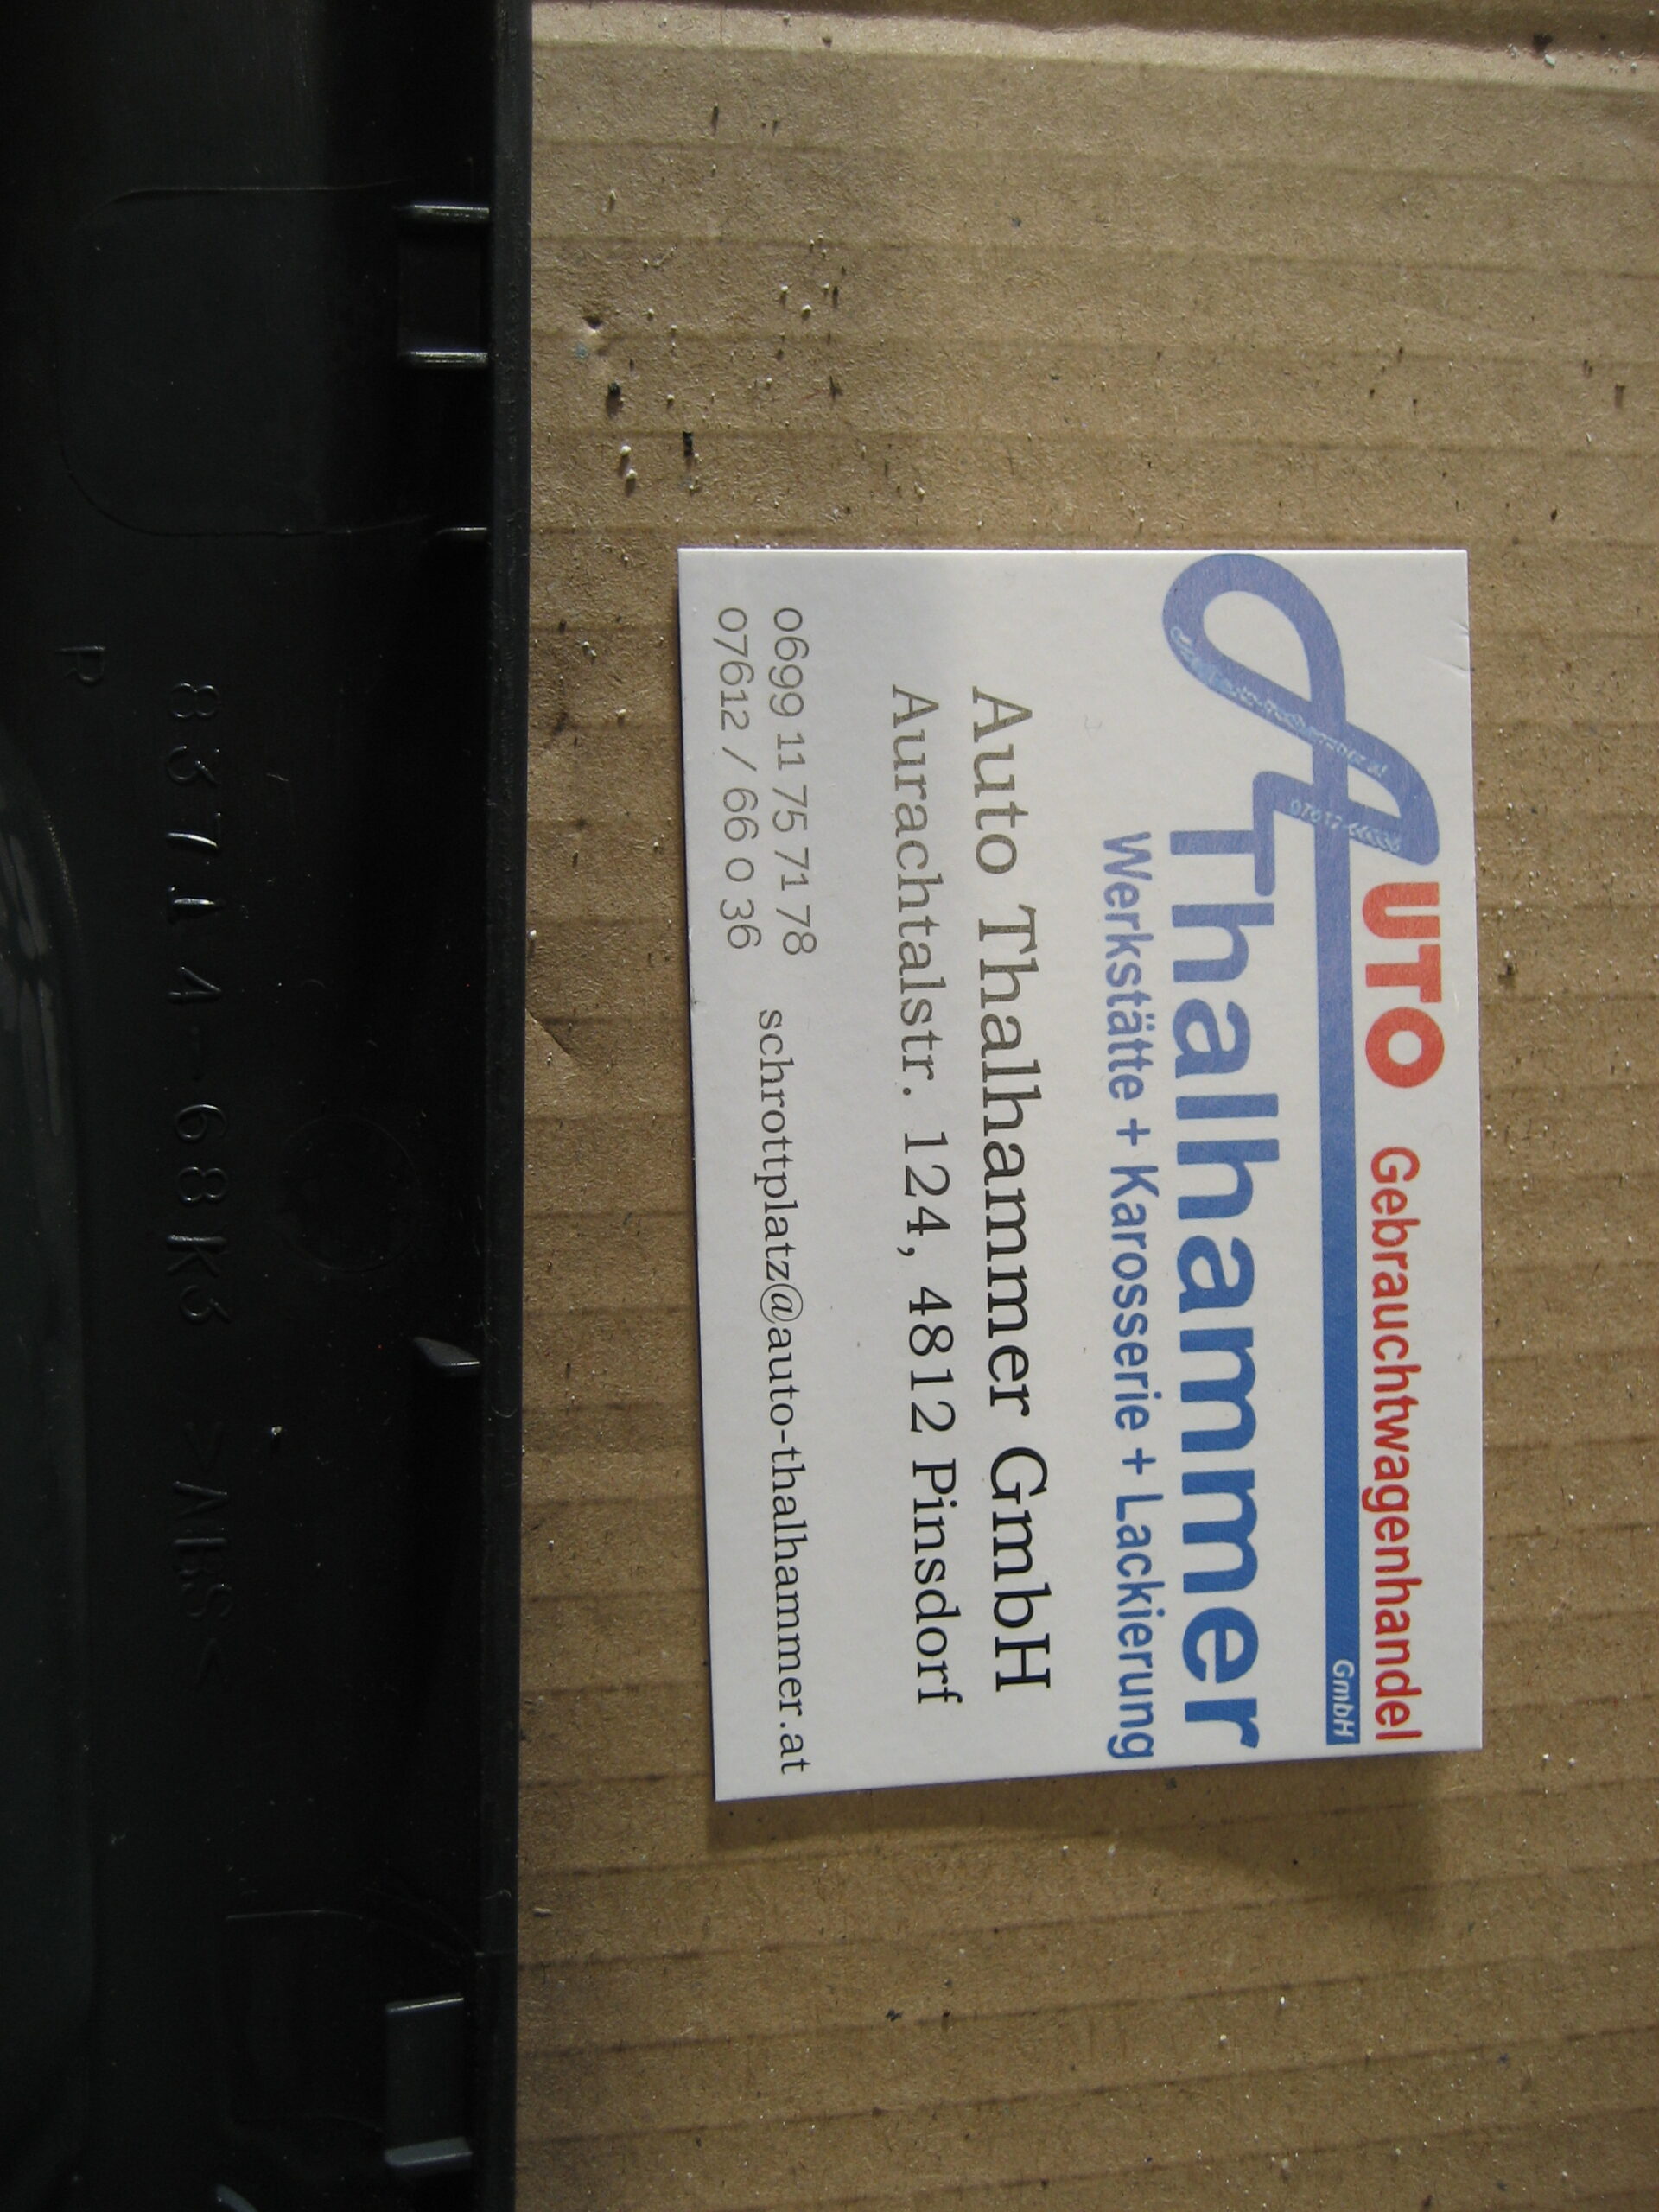 AUTO Gebrauchtwagenhandel
GmbH
Thalhammer
Werkstätte + Karosserie + Lackierung
Auto Thalhammer GmbH
Aurachtalstr. 124, 4812 Pinsdorf
0699 11 75 71 78
07612 / 66 0 36
schrottplatz@auto-thalhammer.at
83714-68K3 >ABS<
P